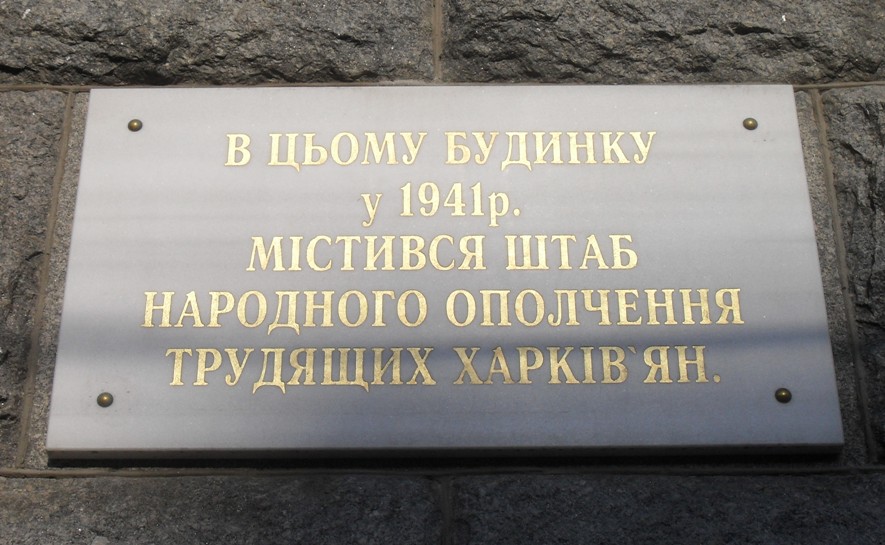 В ЦЬОМУ БУДИНКУ
у 1941р.
МІСТИВСЯ ШТАБ
НАРОДНОГО ОПОЛЧЕННЯ
ТРУДЯЩИХ ХАРКІВ`ЯН.